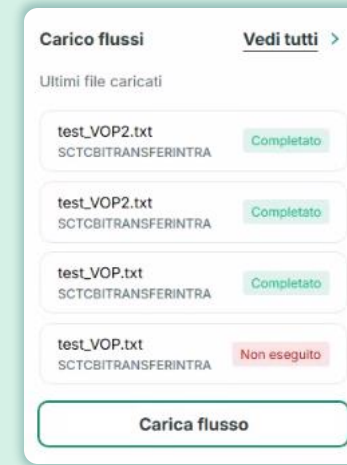 Carico flussi
Vedi tutti >
Ultimi file caricati
test_VOP2.txt
SCTCBITRANSFERINTRA
Completato
test_VOP2.txt
SCTCBITRANSFERINTRA
Completato
test_VOP.txt
SCTCBITRANSFERINTRA
Completato
test_VOP.txt
SCTCBITRANSFERINTRA
Non eseguito
Carica flusso